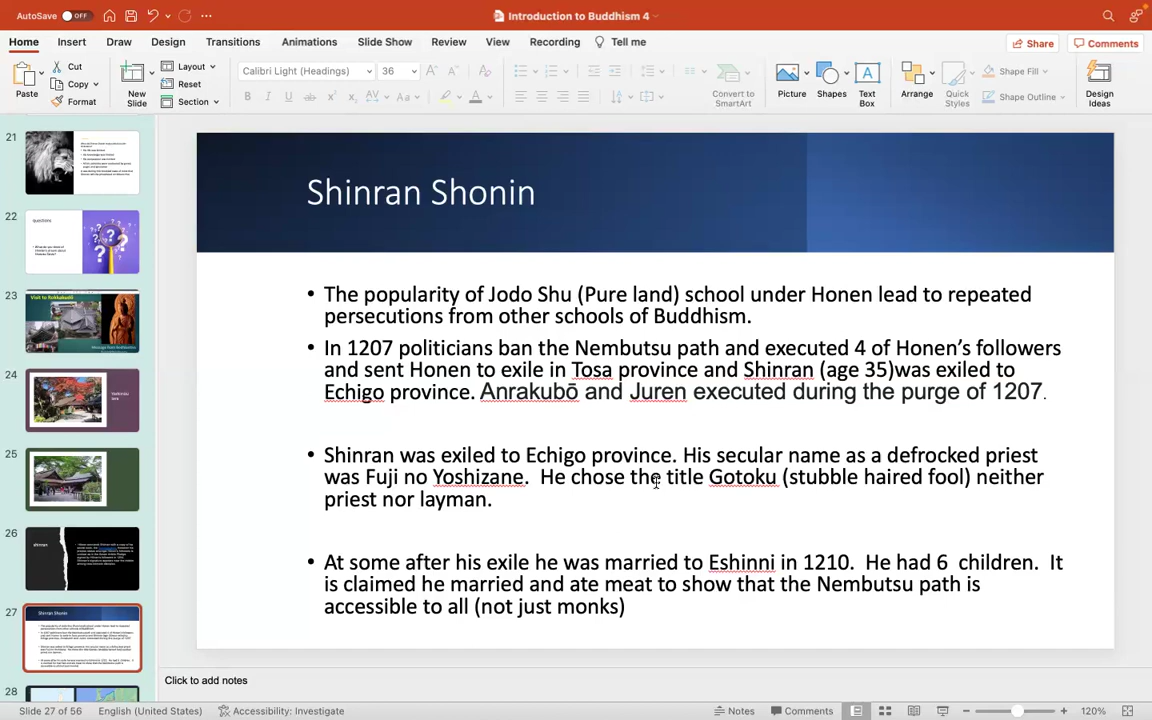 AutoSave OFF
Introduction to Buddhism 4
Home Insert Draw Design Transitions Animations Slide Show Review View Recording Tell me
Share Comments
Paste
Cut
Copy
Format
New
Slide
Layout
Reset
Section
Calibri Light (Headings) 36
Convert to
SmartArt
Picture
Shapes
Text
Box
Arrange
Quick
Styles
Shape Fill
Shape Outline
Design
Ideas
21
22
questions
23
Visit to Rokkakudo
24
25
26
shinran
27
Shinran Shonin
28
Shinran Shonin
• The popularity of Jodo Shu (Pure land) school under Honen lead to repeated
persecutions from other schools of Buddhism.
• In 1207 politicians ban the Nembutsu path and executed 4 of Honen's followers
and sent Honen to exile in Tosa province and Shinran (age 35)was exiled to
Echigo province. Anrakubō and Juren executed during the purge of 1207.
• Shinran was exiled to Echigo province. His secular name as a defrocked priest
was Fuji no Yoshizane. He chose the title Gotoku (stubble haired fool) neither
priest nor layman.
• At some after his exile he was married to Eshinni in 1210. He had 6 children. It
is claimed he married and ate meat to show that the Nembutsu path is
accessible to all (not just monks)
Click to add notes
Slide 27 of 56 English (United States) Accessibility: Investigate
Notes Comments 120%